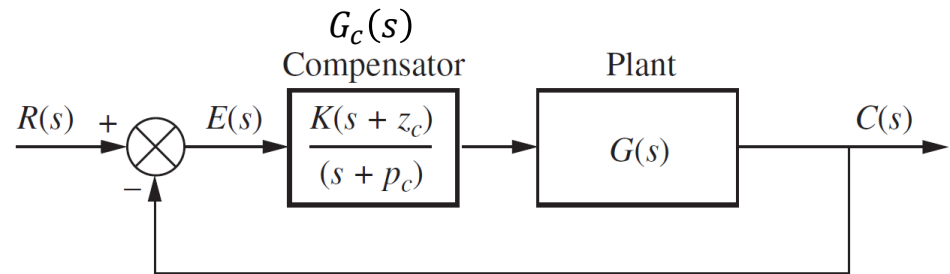 G_c(s)
Compensator
Plant
R(s) +
E(s)
K(s + z_c)
(s + p_c)
G(s)
C(s)
−